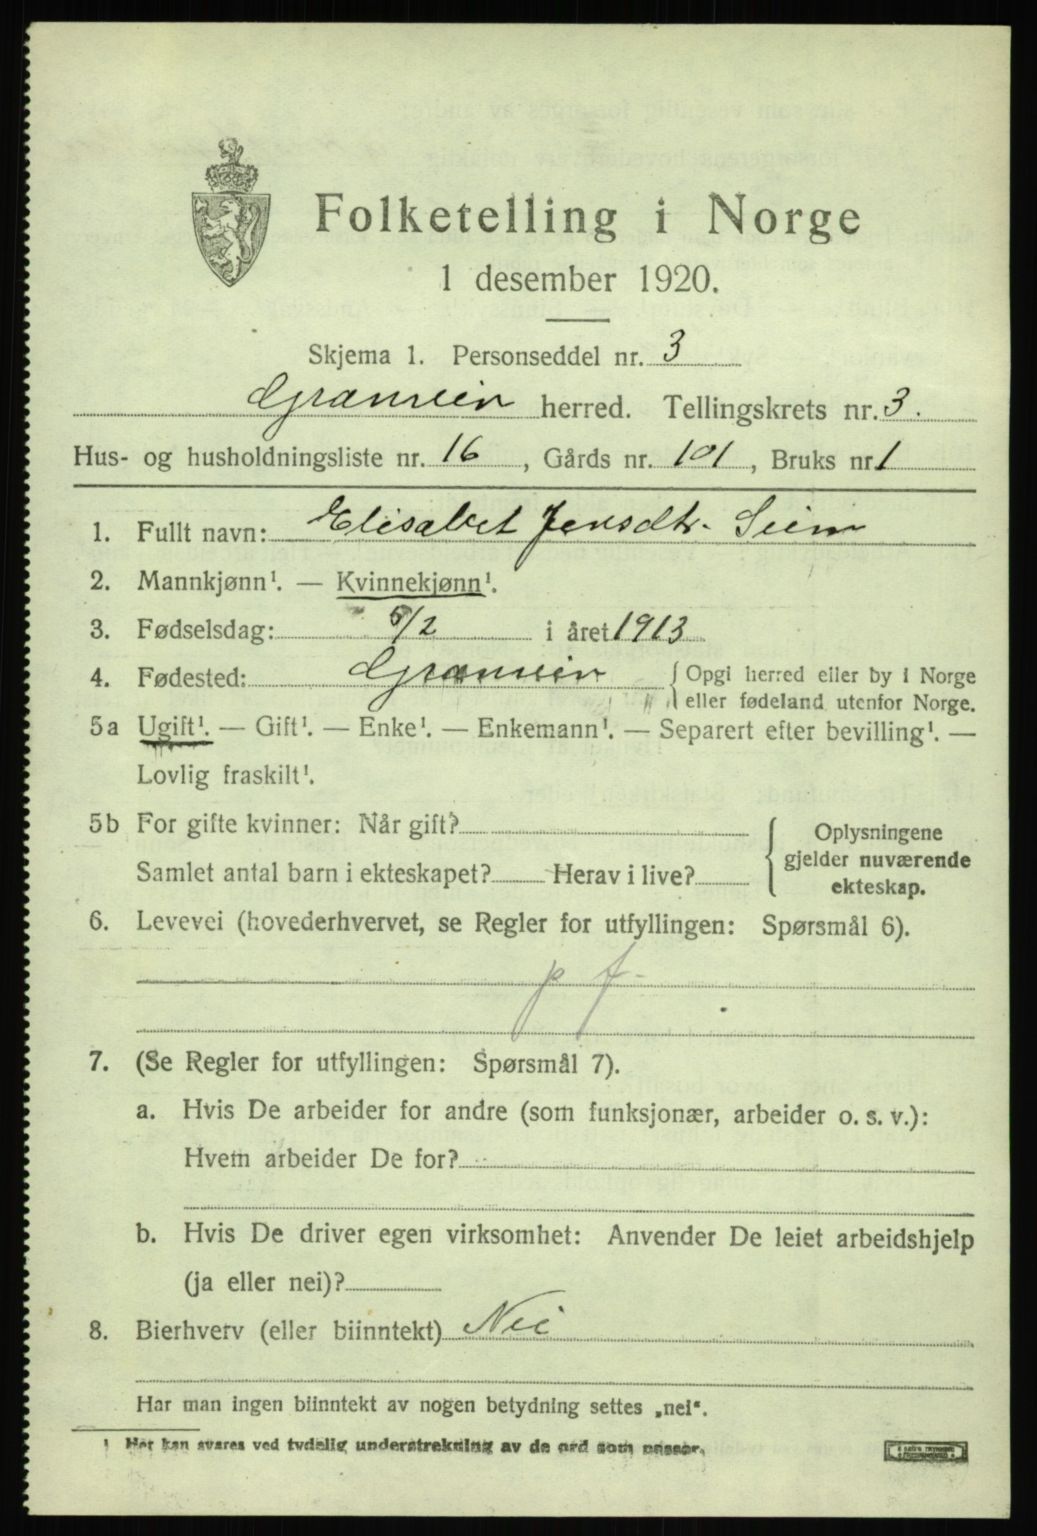 Folketelling i Norge
1 desember 1920.
Skjema 1. Personseddel nr. 3
Granvin herred. Tellingskrets nr. 3.
Hus- og husholdningsliste nr. 16, Gårds nr. 101, Bruks nr. 1
1. Fullt navn: Elisabet Jensdtr. Seim
2. Mannkjønn¹. — Kvinnekjønn¹.
3. Fødselsdag: 6/2 i året 1913
4. Fødested: Granvin { Opgi herred eller by i Norge
eller fødeland utenfor Norge.
5a Ugift¹. — Gift¹. — Enke¹. — Enkemann¹. — Separert efter bevilling¹. —
Lovlig fraskilt¹.
5b For gifte kvinner: Når gift?
Samlet antal barn i ekteskapet? Herav i live?
Oplysningene
gjelder nuværende
ekteskap.
6. Levevei (hovederhvervet, se Regler for utfyllingen: Spørsmål 6).
p f -
7. (Se Regler for utfyllingen: Spørsmål 7).
a. Hvis De arbeider for andre (som funksjonær, arbeider o. s. v.):
Hvem arbeider De for?
b. Hvis De driver egen virksomhet: Anvender De leiet arbeidshjelp
(ja eller nei)?
8. Bierhverv (eller biinntekt) Nei
Har man ingen biinntekt av nogen betydning settes „nei“.
¹ Her kan svares ved tydelig understrekning av de ord som passer.